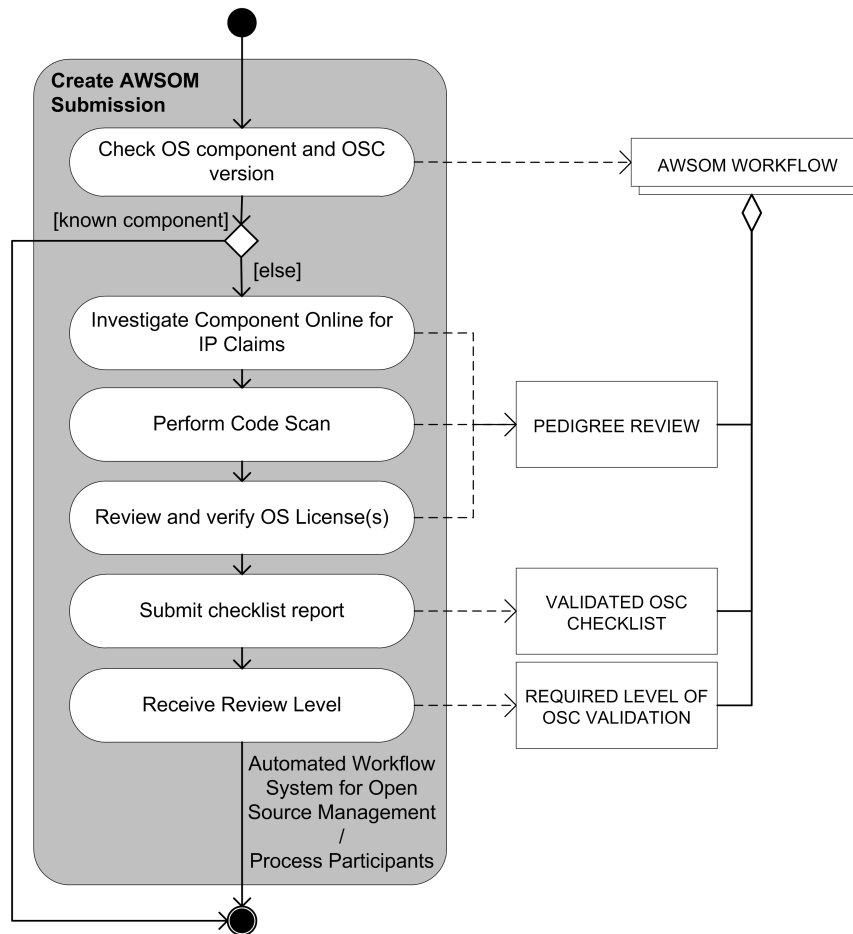 Create AWSOM
Submission
Check OS component and OSC
version
AWSOM WORKFLOW
[known component]
[else]
Investigate Component Online for
IP Claims
Perform Code Scan
PEDIGREE REVIEW
Review and verify OS License(s)
Submit checklist report
VALIDATED OSC
CHECKLIST
Receive Review Level
REQUIRED LEVEL OF
OSC VALIDATION
Automated Workflow
System for Open
Source Management
/
Process Participants